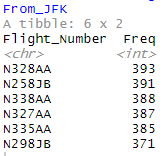 From_JFK
A tibble: 6 x 2
Flight_Number Freq
<chr> <int>
N328AA 393
N258JB 391
N338AA 388
N327AA 387
N335AA 385
N298JB 371